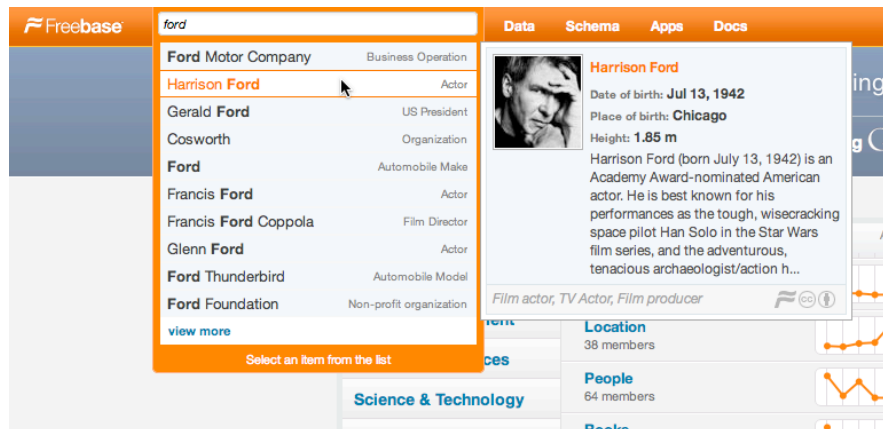 Freebase
ford
Data Schema Apps Docs
Ford Motor Company Business Operation
Harrison Ford Actor
Gerald Ford US President
Cosworth Organization
Ford Automobile Make
Francis Ford Actor
Francis Ford Coppola Film Director
Glenn Ford Actor
Ford Thunderbird Automobile Model
Ford Foundation Non-profit organization
view more
Select an item from the list
Harrison Ford
Date of birth: Jul 13, 1942
Place of birth: Chicago
Height: 1.85 m
Harrison Ford (born July 13, 1942) is an
Academy Award-nominated American
actor. He is best known for his
performances as the tough, wisecracking
space pilot Han Solo in the Star Wars
film series, and the adventurous,
tenacious archaeologist/action h...
Film actor, TV Actor, Film producer
cc
ing
g
ces
Science & Technology
Location
38 members
People
64 members
Books